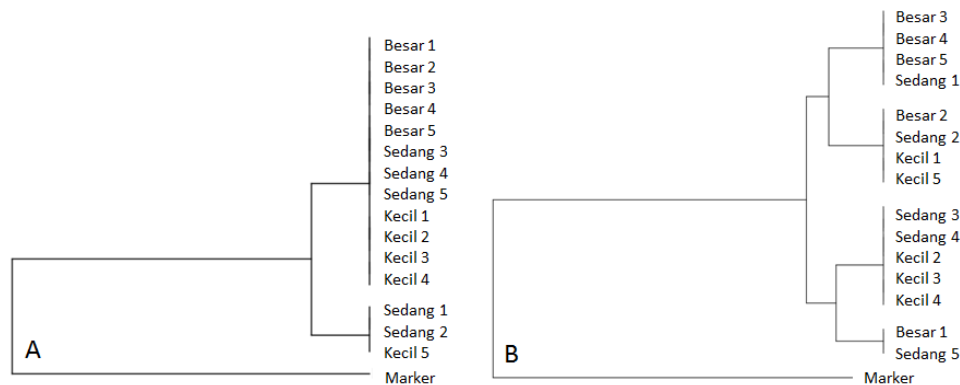 Besar 1
Besar 2
Besar 3
Besar 4
Besar 5
Sedang 3
Sedang 4
Sedang 5
Kecil 1
Kecil 2
Kecil 3
Kecil 4
Sedang 1
Sedang 2
Kecil 5
Marker
A
Besar 3
Besar 4
Besar 5
Sedang 1
Besar 2
Sedang 2
Kecil 1
Kecil 5
Sedang 3
Sedang 4
Kecil 2
Kecil 3
Kecil 4
Besar 1
Sedang 5
Marker
B